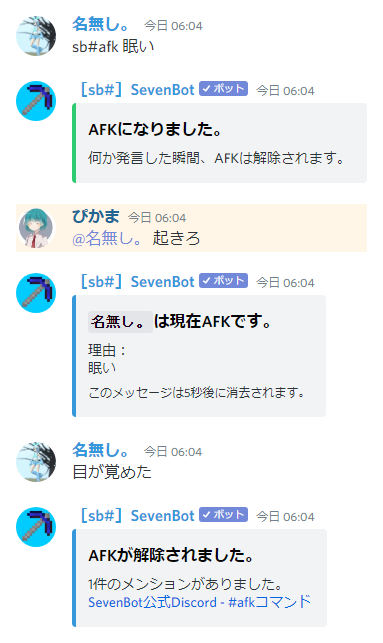 名無し。 今日 06:04
sb#afk 眠い
［sb#］SevenBot ✓ ボット 今日 06:04
AFKになりました。
何か発言した瞬間、AFKは解除されます。
ぴかま 今日 06:04
@名無し。 起きろ
［sb#］SevenBot ✓ ボット 今日 06:04
名無し。は現在AFKです。
理由：
眠い
このメッセージは5秒後に消去されます。
名無し。 今日 06:04
目が覚めた
［sb#］SevenBot ✓ ボット 今日 06:04
AFKが解除されました。
1件のメンションがありました。
SevenBot公式Discord - #afkコマンド